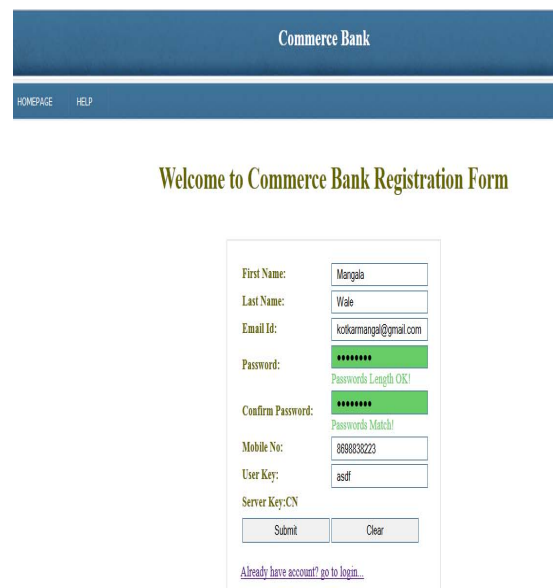 Commerce Bank
HOMEPAGE HELP
Welcome to Commerce Bank Registration Form
First Name: Mangala
Last Name: Wale
Email Id: kotkarmangal@gmail.com
Password: ••••••••
Passwords Length OK!
Confirm Password: ••••••••
Passwords Match!
Mobile No: 8698838223
User Key: asdf
Server Key:CN
Submit Clear
Already have account? go to login...